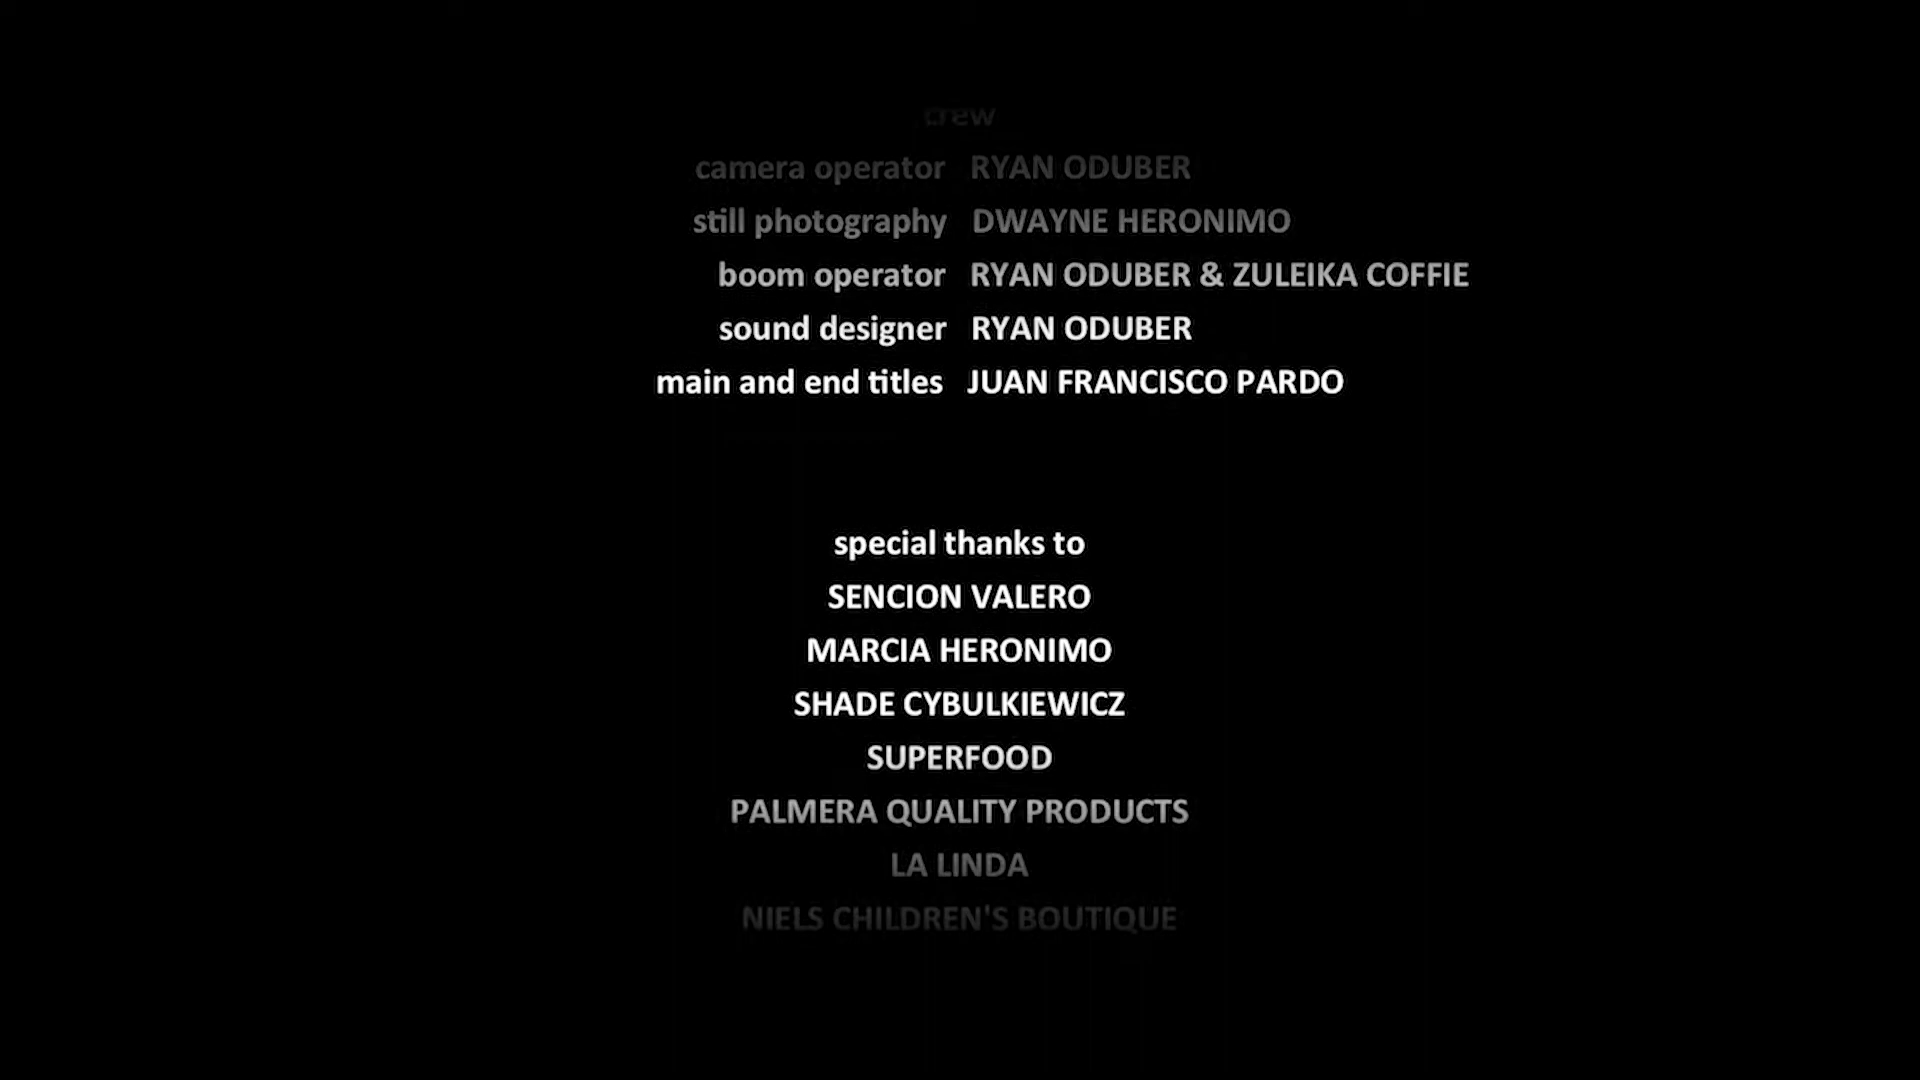 crew
camera operator RYAN ODUBER
still photography DWAYNE HERONIMO
boom operator RYAN ODUBER & ZULEIKA COFFIE
sound designer RYAN ODUBER
main and end titles JUAN FRANCISCO PARDO
special thanks to
SENCION VALERO
MARCIA HERONIMO
SHADE CYBULKIEWICZ
SUPERFOOD
PALMERA QUALITY PRODUCTS
LA LINDA
NIELS CHILDREN'S BOUTIQUE